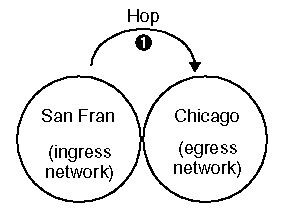 Hop
1
San Fran
(ingress
network)
Chicago
(egress
network)